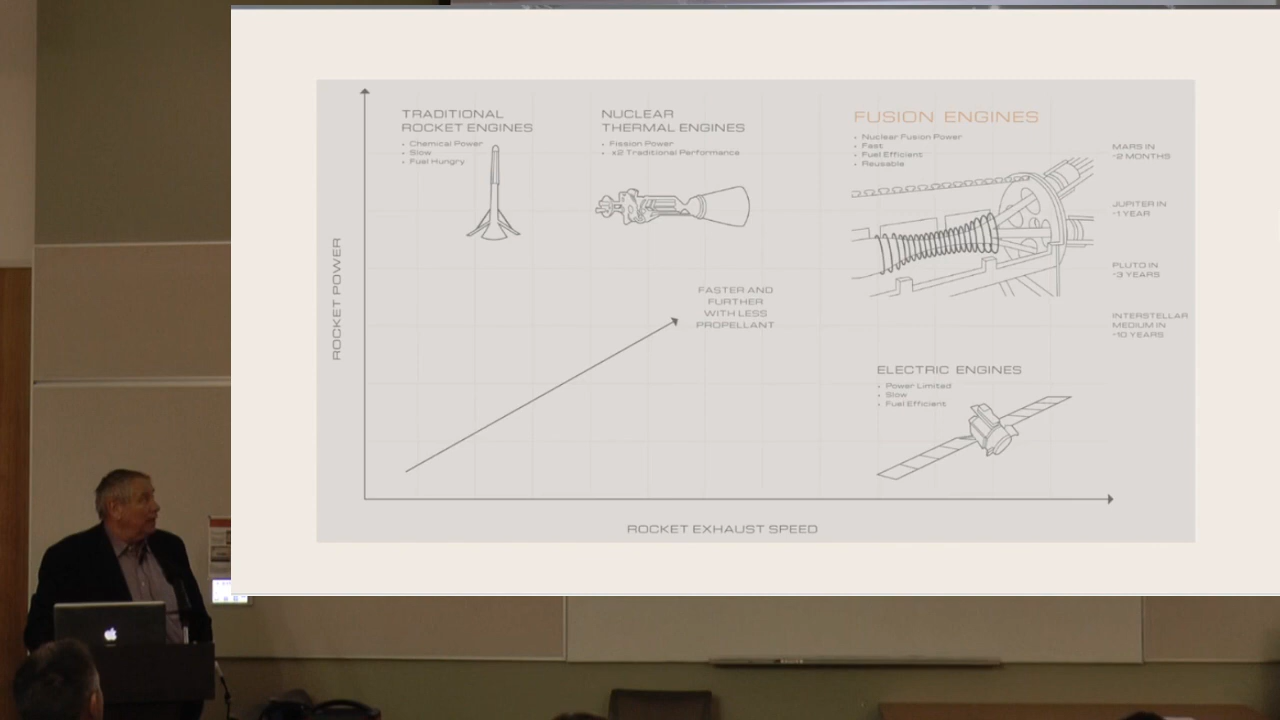 TRADITIONAL
ROCKET ENGINES
• Chemical Power
• Slow
• Fuel Hungry
NUCLEAR
THERMAL ENGINES
• Fission Power
• x2 Traditional Performance
FUSION ENGINES
• Nuclear Fusion Power
• Fast
• Fuel Efficient
• Reusable
MARS IN
~2 MONTHS
JUPITER IN
~1 YEAR
PLUTO IN
~3 YEARS
INTERSTELLAR
MEDIUM IN
~10 YEARS
ROCKET POWER
FASTER AND
FURTHER
WITH LESS
PROPELLANT
ELECTRIC ENGINES
• Power Limited
• Slow
• Fuel Efficient
ROCKET EXHAUST SPEED